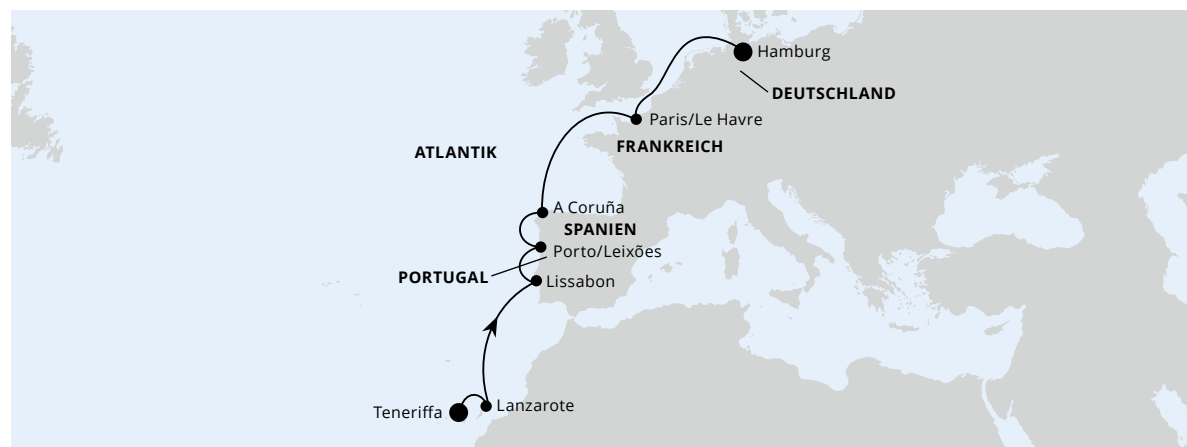 Hamburg
DEUTSCHLAND
Paris/Le Havre
FRANKREICH
ATLANTIK
A Coruña
SPANIEN
Porto/Leixões
PORTUGAL
Lissabon
Lanzarote
Teneriffa